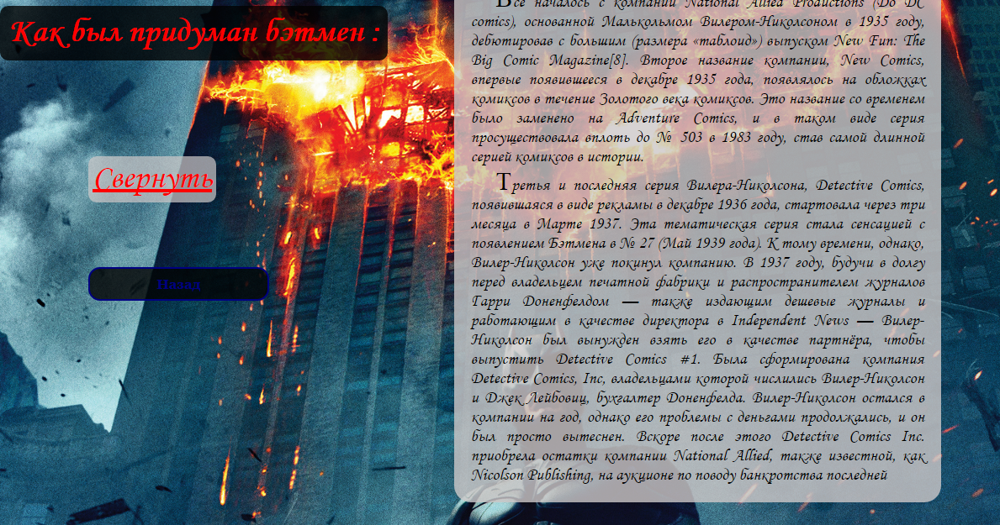 Как был придуман бэтмен :
Свернуть
Назад
Все началось с компании National Allied Productions (До DC
comics), основанной Малькольмом Вилером-Николсоном в 1935 году,
дебютировав с большим (размера «таблоид») выпуском New Fun: The
Big Comic Magazine[8]. Второе название компании, New Comics,
впервые появившееся в декабре 1935 года, появлялось на обложках
комиксов в течение Золотого века комиксов. Это название со временем
было заменено на Adventure Comics, и в таком виде серия
просуществовала вплоть до № 503 в 1983 году, став самой длинной
серией комиксов в истории.
Третья и последняя серия Вилера-Николсона, Detective Comics,
появившаяся в виде рекламы в декабре 1936 года, стартовала через три
месяца в Марте 1937. Эта тематическая серия стала сенсацией с
появлением Бэтмена в № 27 (Май 1939 года). К тому времени, однако,
Вилер-Николсон уже покинул компанию. В 1937 году, будучи в долгу
перед владельцем печатной фабрики и распространителем журналов
Гарри Доненфелдом — также издающим дешевые журналы и
работающим в качестве директора в Independent News — Вилер-
Николсон был вынужден взять его в качестве партнёра, чтобы
выпустить Detective Comics #1. Была сформирована компания
Detective Comics, Inc, владельцами которой числились Вилер-Николсон
и Джек Лейбовиц, бухгалтер Доненфелда. Вилер-Николсон остался в
компании на год, однако его проблемы с деньгами продолжались, и он
был просто вытеснен. Вскоре после этого Detective Comics Inc.
приобрела остатки компании National Allied, также известной, как
Nicolson Publishing, на аукционе по поводу банкротства последней